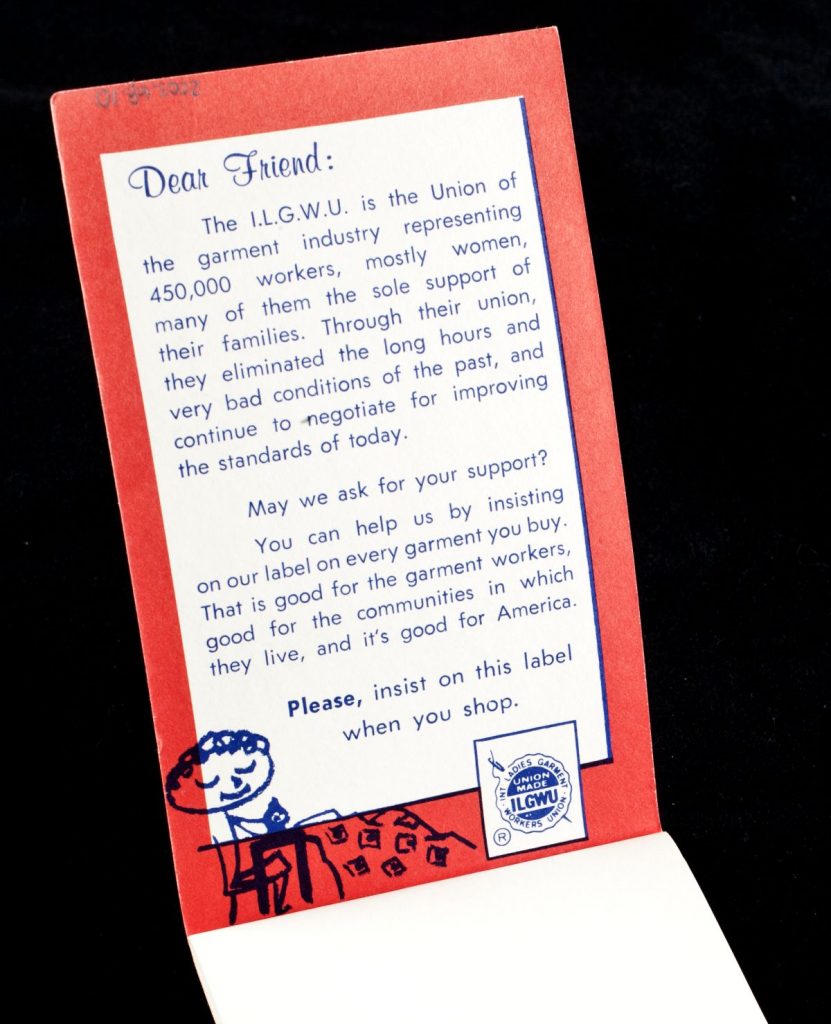 Dear Friend:
The I.L.G.W.U. is the Union of
the garment industry representing
450,000 workers, mostly women,
many of them the sole support of
their families. Through their union,
they eliminated the long hours and
very bad conditions of the past, and
continue to negotiate for improving
the standards of today.
May we ask for your support?
You can help us by insisting
on our label on every garment you buy.
That is good for the garment workers,
good for the communities in which
they live, and it's good for America.
Please, insist on this label
when you shop.
INT. LADIES GARMENT
UNION
MADE
ILGWU
WORKERS UNION
®